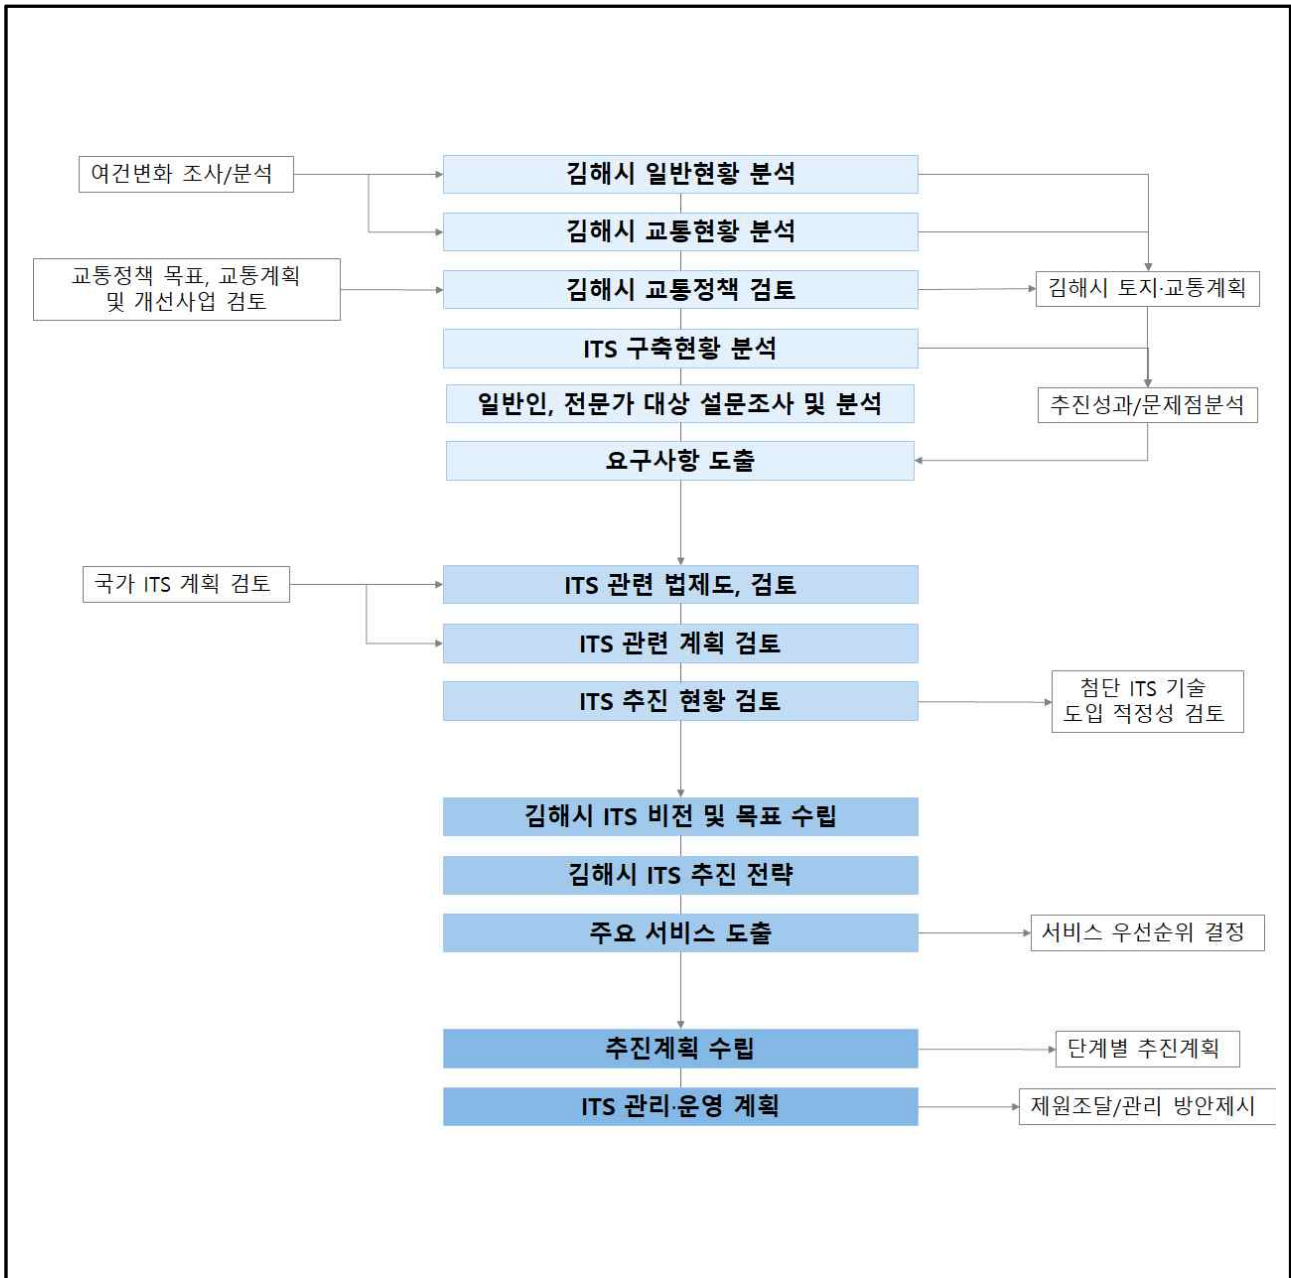 여건변화 조사/분석
김해시 일반현황 분석
김해시 교통현황 분석
교통정책 목표, 교통계획
및 개선사업 검토
김해시 교통정책 검토
김해시 토지·교통계획
ITS 구축현황 분석
일반인, 전문가 대상 설문조사 및 분석
추진성과/문제점분석
요구사항 도출
국가 ITS 계획 검토
ITS 관련 법제도, 검토
ITS 관련 계획 검토
ITS 추진 현황 검토
첨단 ITS 기술
도입 적정성 검토
김해시 ITS 비전 및 목표 수립
김해시 ITS 추진 전략
주요 서비스 도출
서비스 우선순위 결정
추진계획 수립
단계별 추진계획
ITS 관리·운영 계획
제원조달/관리 방안제시